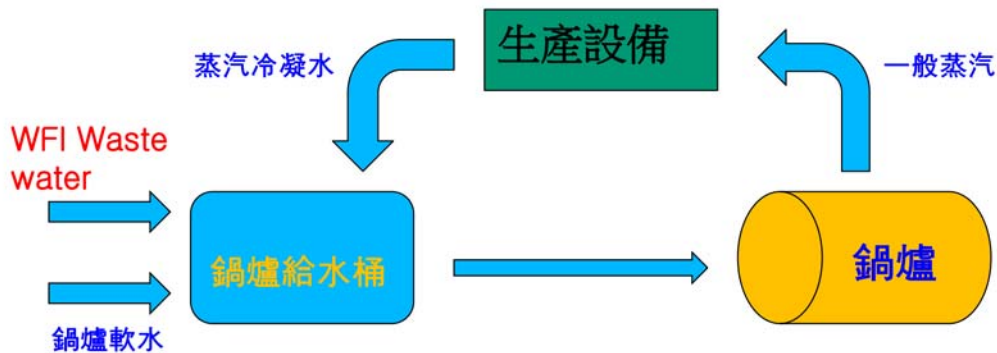 生產設備
蒸汽冷凝水
一般蒸汽
WFI Waste
water
鍋爐給水桶
鍋爐
鍋爐軟水